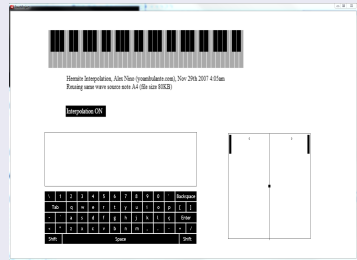 Hermite Interpolation, Alex Nino (yoambulante.com), Nov 29th 2007 4:05am
Reusing same wave source note A4 (file size 80KB)
Interpolation ON
\ 1 2 3 4 5 6 7 8 9 0 Backspace
Tab q w e r t y u i o p [ ]
a s d f g h j k l ç Enter
z x c v b n m , . - + /
Shift Space Shift